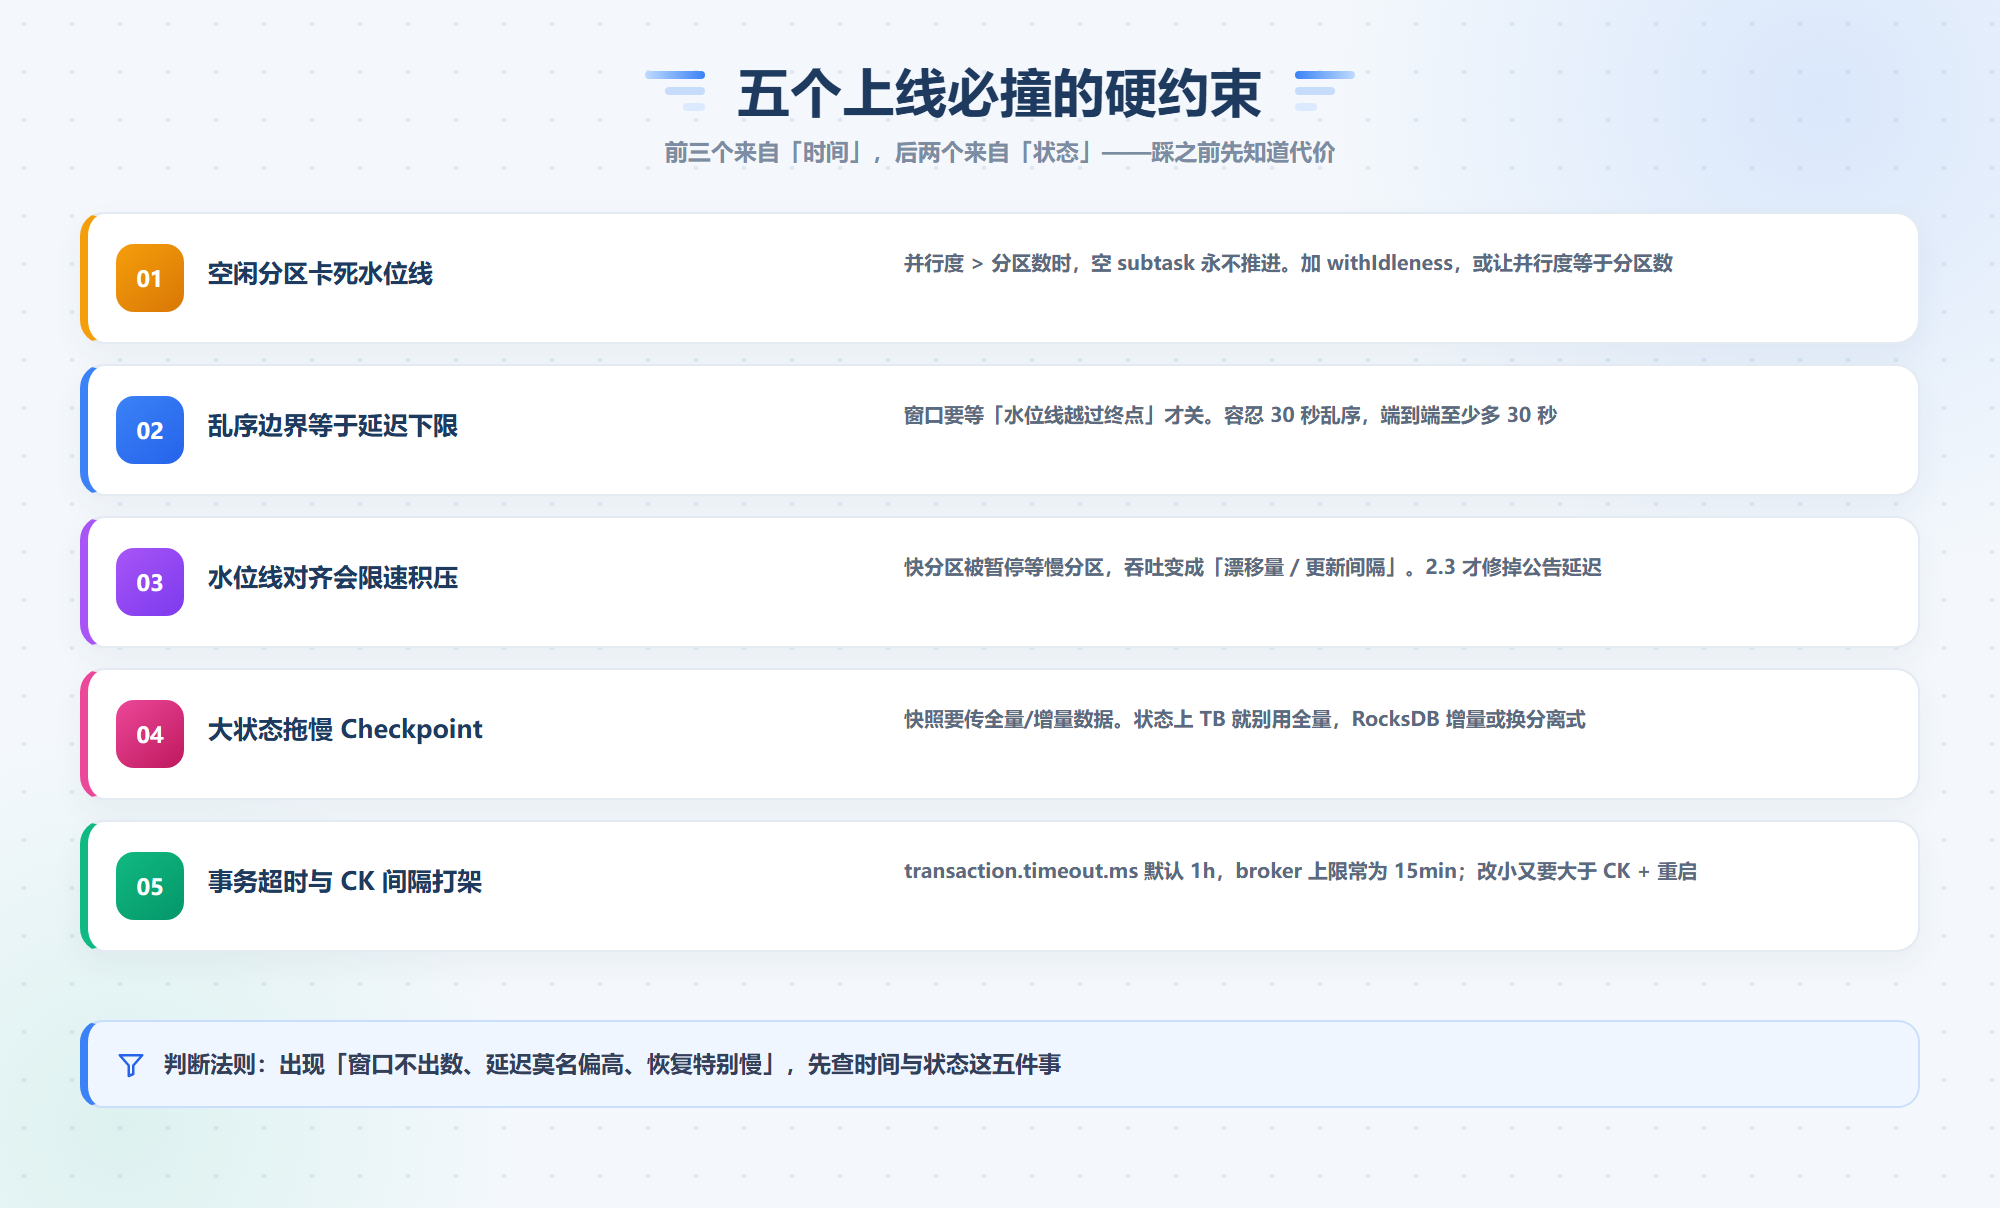 五个上线必撞的硬约束
前三个来自「时间」，后两个来自「状态」——踩之前先知道代价
01
空闲分区卡死水位线
并行度 > 分区数时，空 subtask 永不推进。加 withIdleness，或让并行度等于分区数
02
乱序边界等于延迟下限
窗口要等「水位线越过终点」才关。容忍 30 秒乱序，端到端至少多 30 秒
03
水位线对齐会限速积压
快分区被暂停等慢分区，吞吐变成「漂移量 / 更新间隔」。2.3 才修掉公告延迟
04
大状态拖慢 Checkpoint
快照要传全量/增量数据。状态上 TB 就别用全量，RocksDB 增量或换分离式
05
事务超时与 CK 间隔打架
transaction.timeout.ms 默认 1h，broker 上限常为 15min；改小又要大于 CK + 重启
判断法则：出现「窗口不出数、延迟莫名偏高、恢复特别慢」，先查时间与状态这五件事